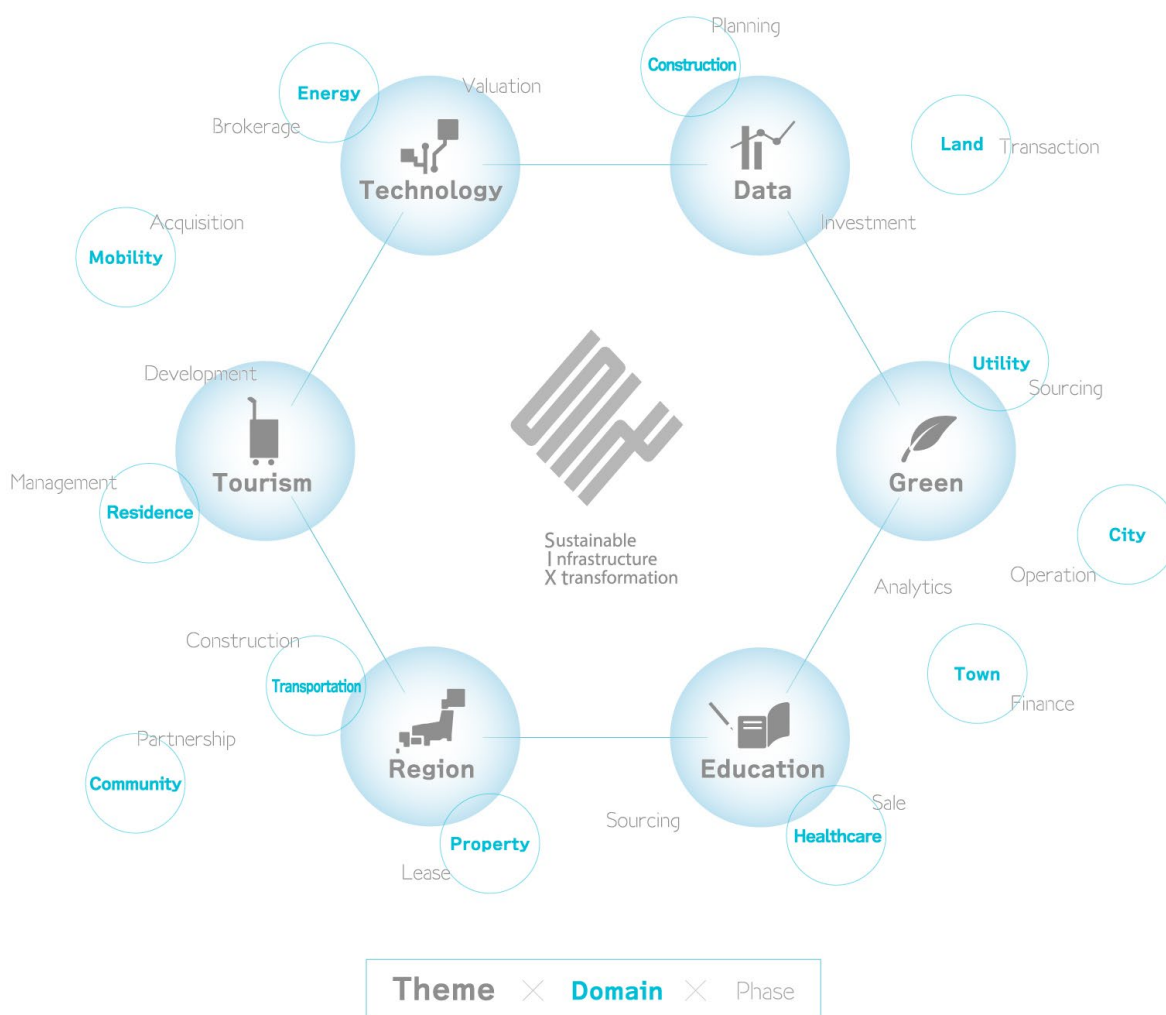 Planning
Construction
Energy
Valuation
Brokerage
Land
Transaction
Technology
Data
Acquisition
Investment
Mobility
Utility
Development
Sourcing
Tourism
Green
Management
Residence
City
Sustainable
Infrastructure
X transformation
Operation
Analytics
Construction
Transportation
Town
Finance
Partnership
Region
Education
Community
Sale
Sourcing
Healthcare
Property
Lease
Theme × Domain × Phase